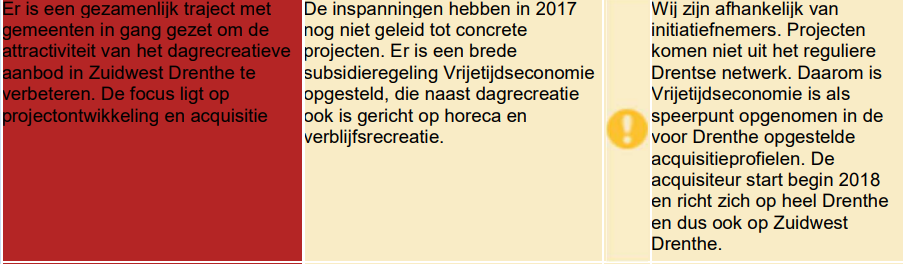 Er is een gezamenlijk traject met
gemeenten in gang gezet om de
attractiviteit van het dagrecreatieve
aanbod in Zuidwest Drenthe te
verbeteren. De focus ligt op
projectontwikkeling en acquisitie
De inspanningen hebben in 2017
nog niet geleid tot concrete
projecten. Er is een brede
subsidieregeling Vrijetijdseconomie
opgesteld, die naast dagrecreatie
ook is gericht op horeca en
verblijfsrecreatie.
!
Wij zijn afhankelijk van
initiatiefnemers. Projecten
komen niet uit het reguliere
Drentse netwerk. Daarom is
Vrijetijdseconomie is als
speerpunt opgenomen in de
voor Drenthe opgestelde
acquisitieprofielen. De
acquisiteur start begin 2018
en richt zich op heel Drenthe
en dus ook op Zuidwest
Drenthe.